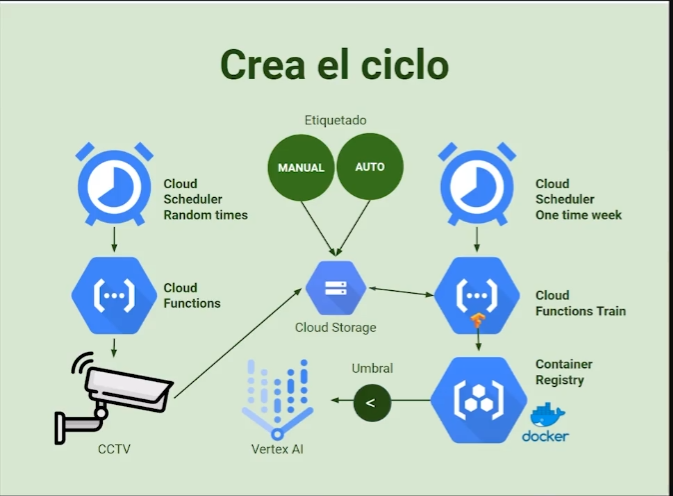 Crea el ciclo
Etiquetado
MANUAL
AUTO
Cloud
Scheduler
Random times
Cloud
Scheduler
One time week
Cloud
Functions
Cloud Storage
Cloud
Functions Train
CCTV
Vertex AI
Umbral
<
Container
Registry
docker